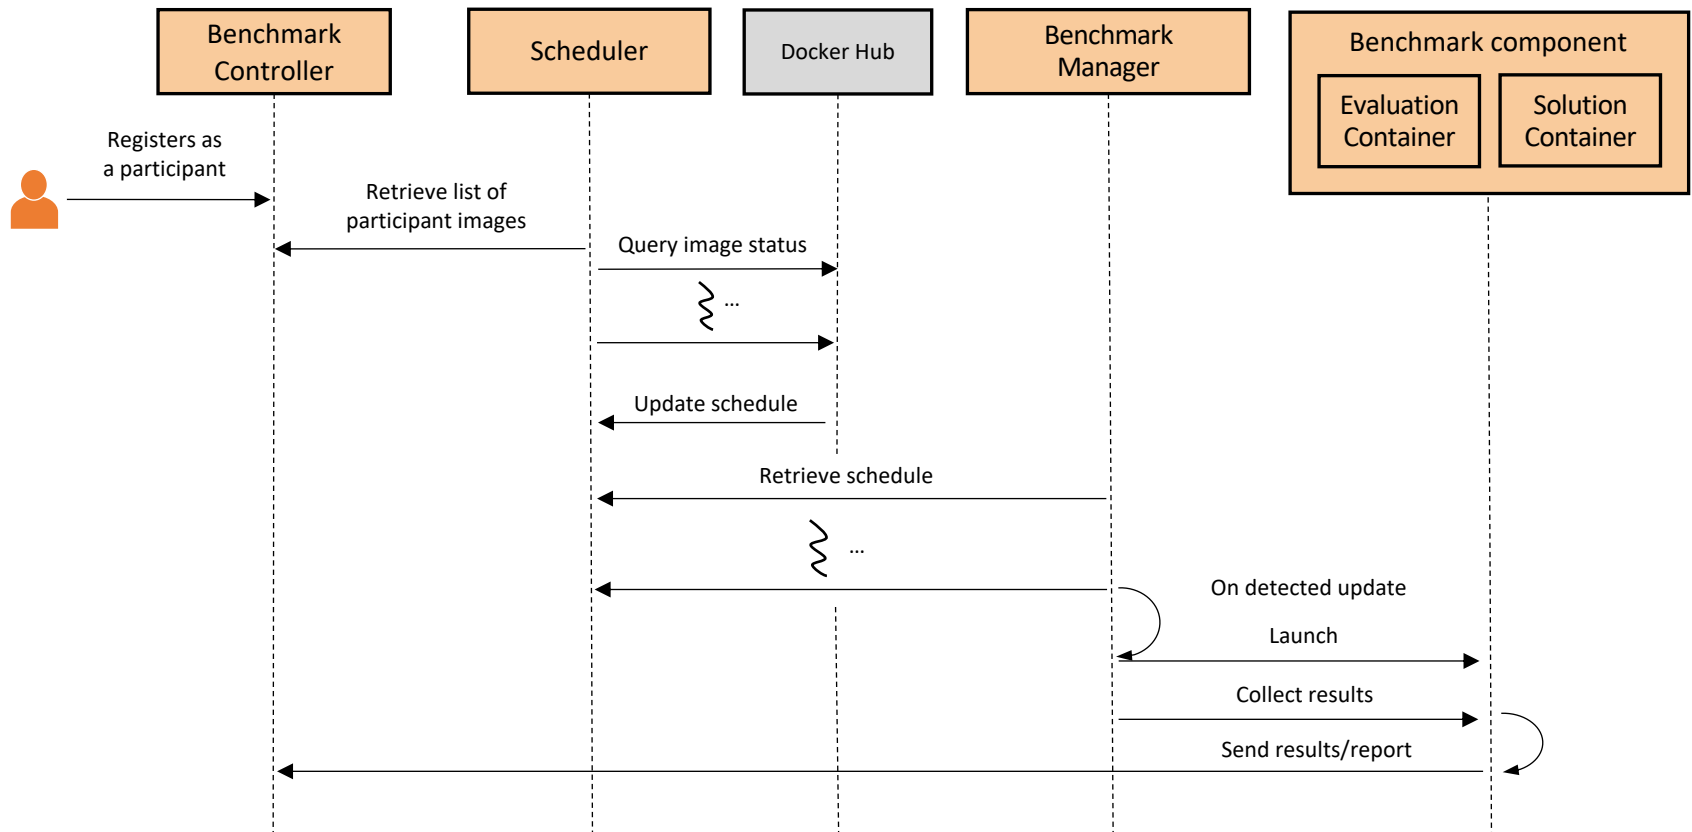 Benchmark
Controller
Scheduler
Docker Hub
Benchmark
Manager
Benchmark component
Evaluation
Container
Solution
Container
Registers as
a participant
Retrieve list of
participant images
Query image status
...
Update schedule
Retrieve schedule
...
On detected update
Launch
Collect results
Send results/report